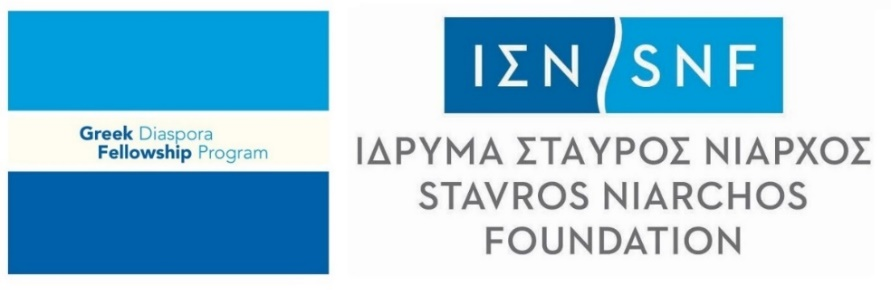 Greek Diaspora
Fellowship Program
ΙΣΝ SNF
ΙΔΡΥΜΑ ΣΤΑΥΡΟΣ ΝΙΑΡΧΟΣ
STAVROS NIARCHOS
FOUNDATION